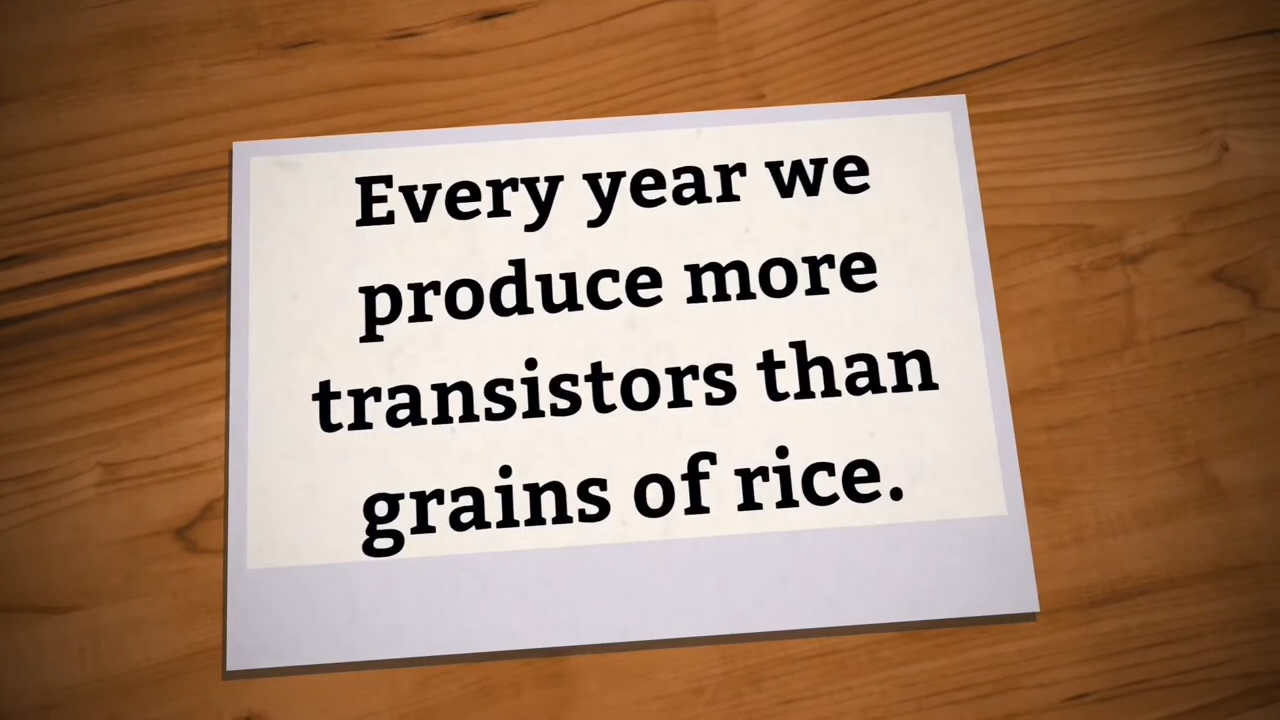 Every year we
produce more
transistors than
grains of rice.